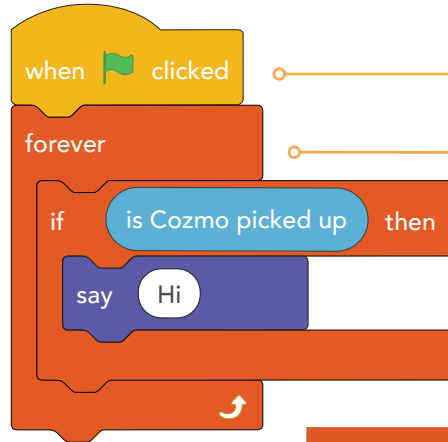 when clicked
forever
if is Cozmo picked up then
say Hi